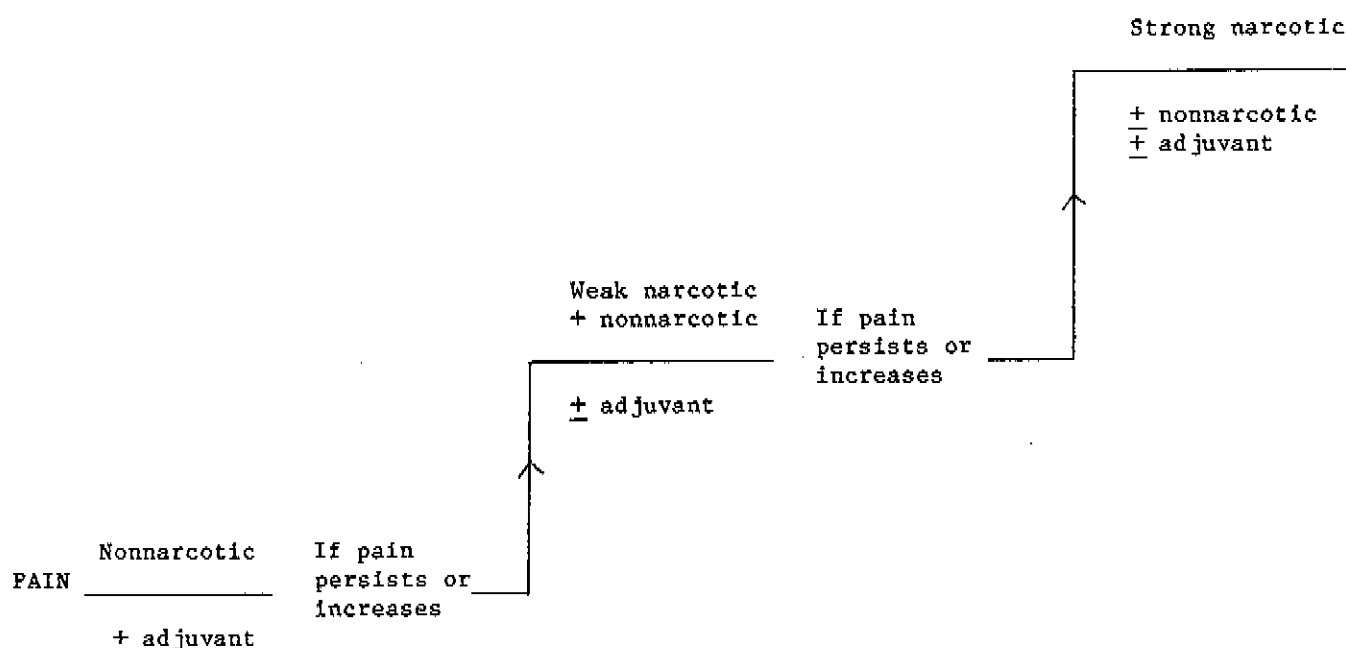 Strong narcotic
± nonnarcotic
± adjuvant
Weak narcotic
+ nonnarcotic
If pain
persists or
increases
± adjuvant
Nonnarcotic
If pain
persists or
increases
PAIN
+ adjuvant